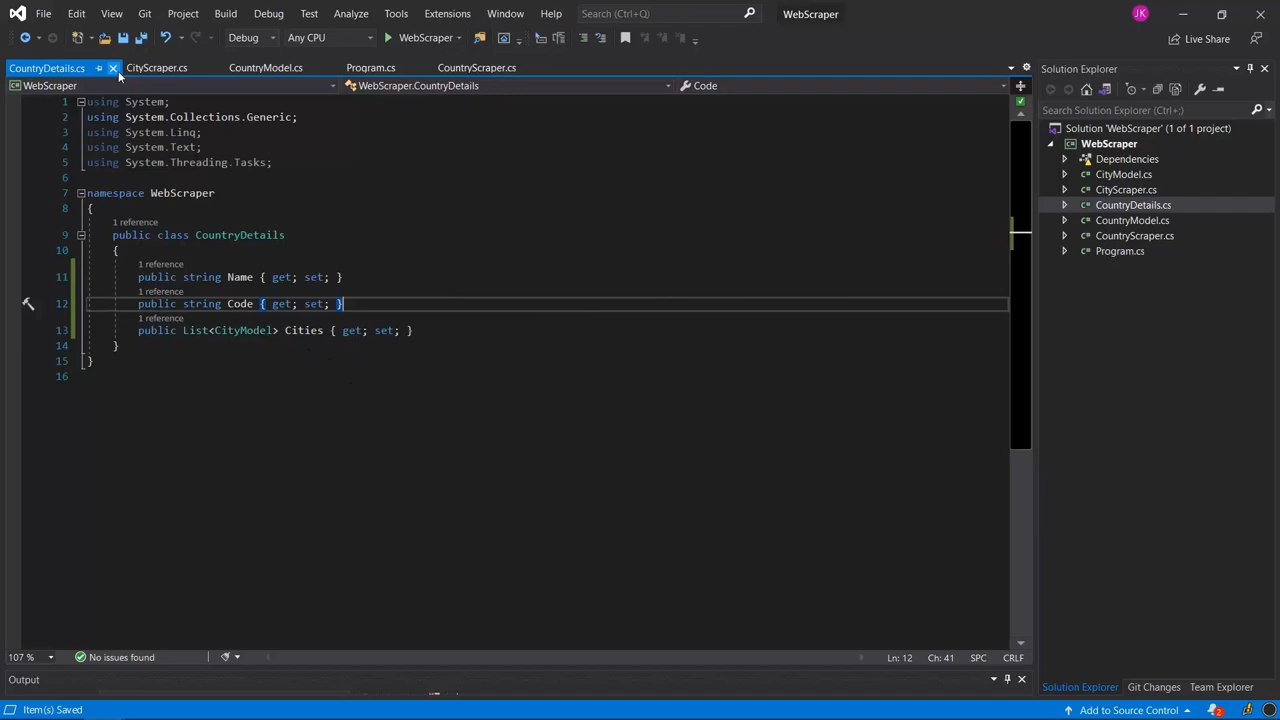 File Edit View Git Project Build Debug Test Analyze Tools Extensions Window Help Search (Ctrl+Q) WebScraper JK
Debug Any CPU WebScraper Live Share
CountryDetails.cs CityScraper.cs CountryModel.cs Program.cs CountryScraper.cs
WebScraper WebScraper.CountryDetails Code
1 using System;
2 using System.Collections.Generic;
3 using System.Linq;
4 using System.Text;
5 using System.Threading.Tasks;
6
7 namespace WebScraper
8 {
1 reference
9 public class CountryDetails
10 {
1 reference
11 public string Name { get; set; }
1 reference
12 public string Code { get; set; }
1 reference
13 public List<CityModel> Cities { get; set; }
14 }
15 }
16
107 % No issues found Ln: 12 Ch: 41 SPC CRLF
Output
Solution Explorer
Search Solution Explorer (Ctrl+;)
Solution 'WebScraper' (1 of 1 project)
WebScraper
Dependencies
CityModel.cs
CityScraper.cs
CountryDetails.cs
CountryModel.cs
CountryScraper.cs
Program.cs
Solution Explorer Git Changes Team Explorer
Item(s) Saved Add to Source Control 2